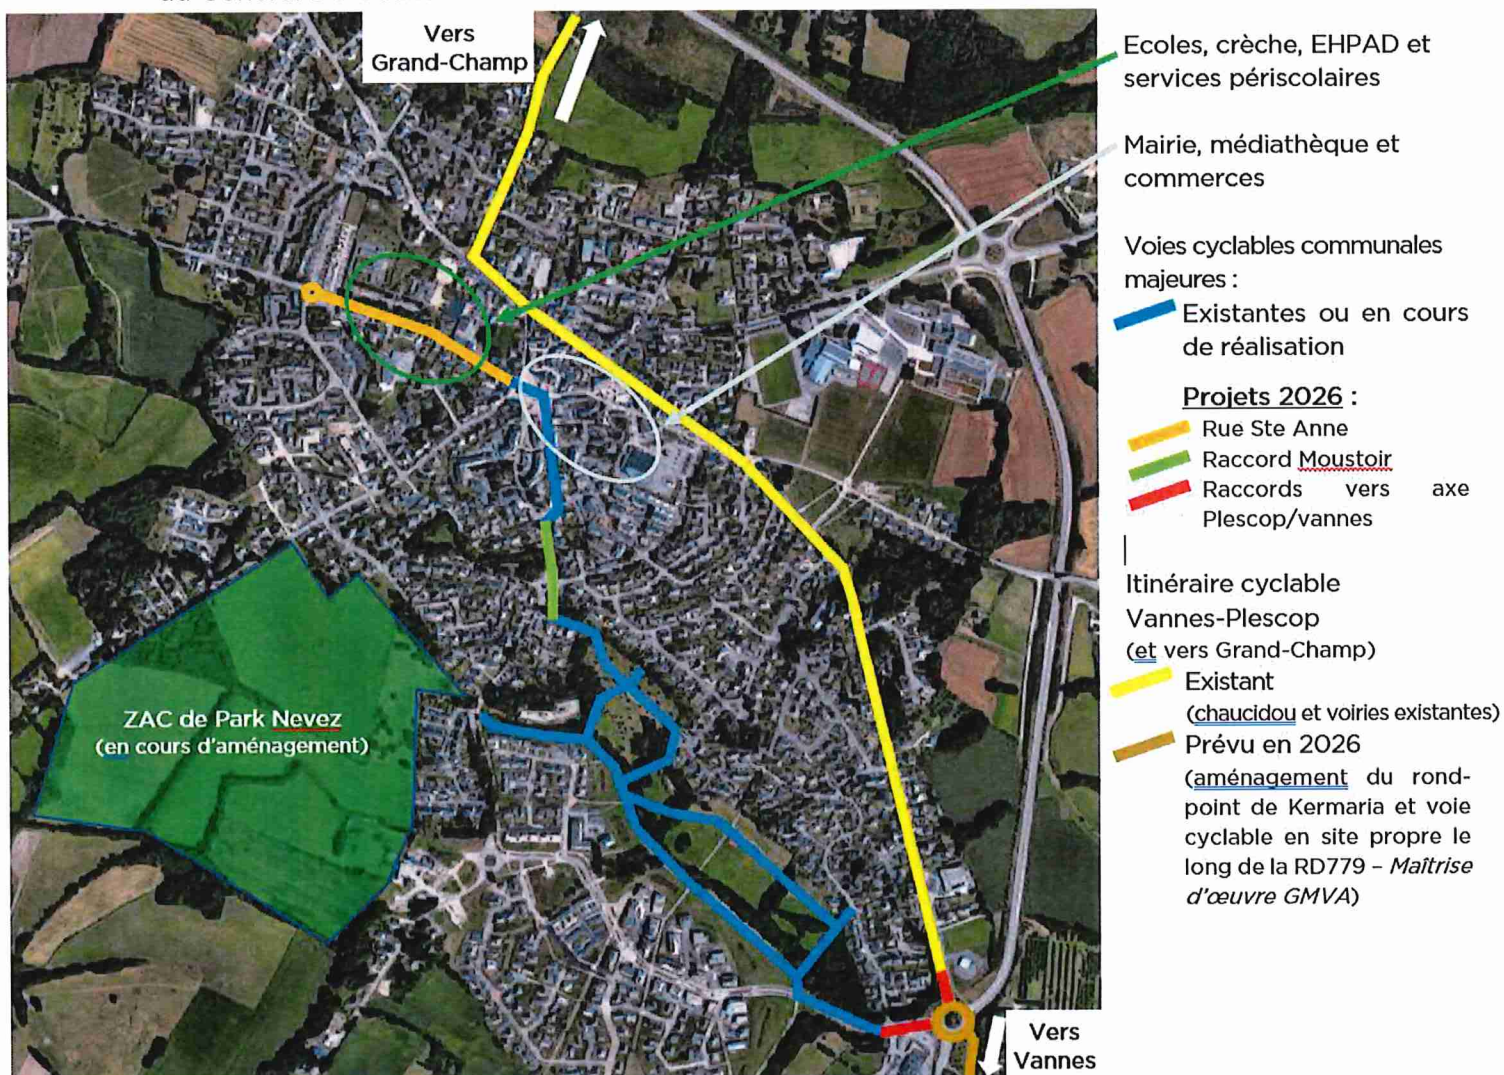 Vers
Grand-Champ
Ecoles, crèche, EHPAD et
services périscolaires
Mairie, médiathèque et
commerces
Voies cyclables communales
majeures :
Existantes ou en cours
de réalisation
Projets 2026 :
Rue Ste Anne
Raccord Moustoir
Raccords vers axe
Plescop/vannes
Itinéraire cyclable
Vannes-Plescop
(et vers Grand-Champ)
Existant
(chaucidou et voiries existantes)
Prévu en 2026
(aménagement du rond-
point de Kermaria et voie
cyclable en site propre le
long de la RD779 – Maîtrise
d'œuvre GMVA)
ZAC de Park Nevez
(en cours d'aménagement)
Vers
Vannes